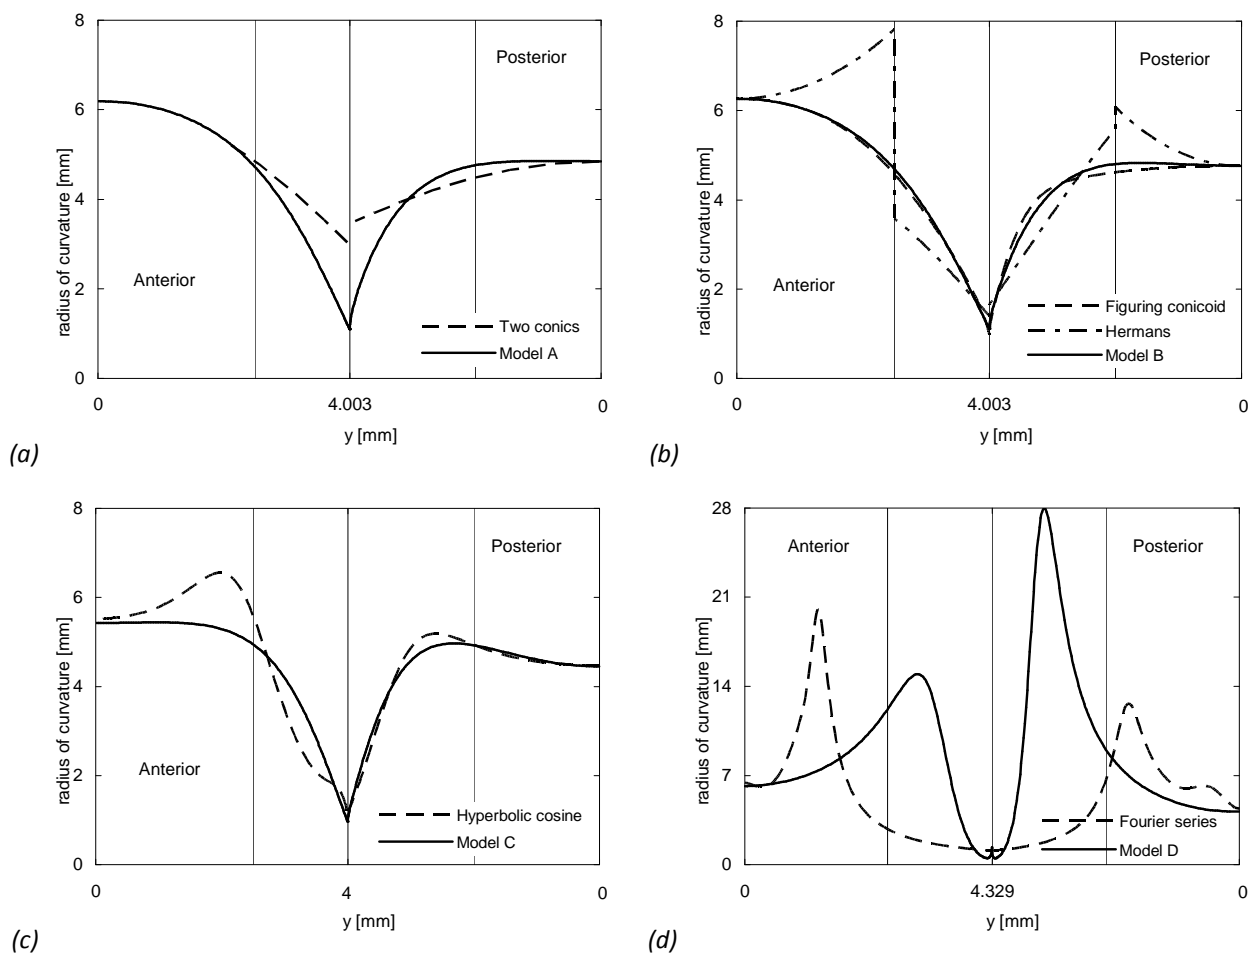 8
6
4
2
0
radius of curvature [mm]
Posterior
Anterior
Two conics
Model A
0
4.003
0
y [mm]
(a)
8
6
4
2
0
radius of curvature [mm]
Posterior
Anterior
Figuring conicoid
Hermans
Model B
0
4.003
0
y [mm]
(b)
8
6
4
2
0
radius of curvature [mm]
Posterior
Anterior
Hyperbolic cosine
Model C
0
4
0
y [mm]
(c)
28
21
14
7
0
radius of curvature [mm]
Anterior
Posterior
Fourier series
Model D
0
4.329
0
y [mm]
(d)